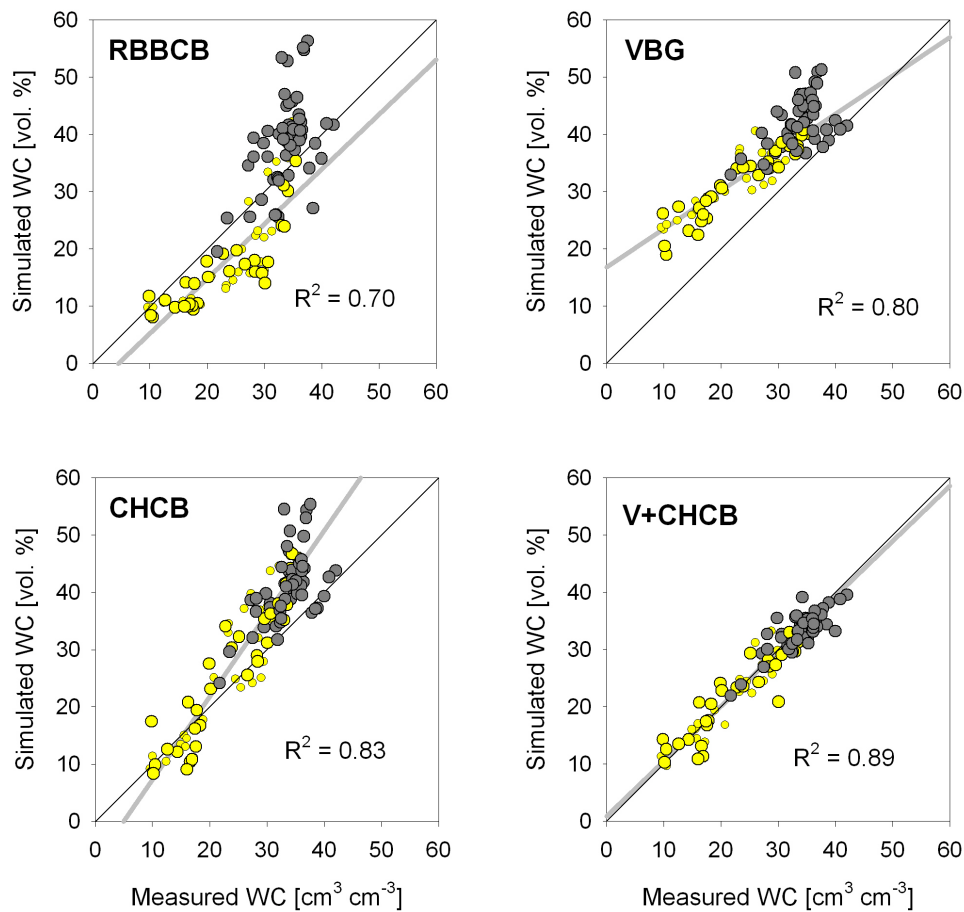 60
50
40
30
20
10
0
Simulated WC [vol. %]
RBBCB
R² = 0.70
0 10 20 30 40 50 60
60
50
40
30
20
10
0
Simulated WC [vol. %]
VBG
R² = 0.80
0 10 20 30 40 50 60
60
50
40
30
20
10
0
Simulated WC [vol. %]
CHCB
R² = 0.83
0 10 20 30 40 50 60
Measured WC [cm³ cm⁻³]
60
50
40
30
20
10
0
Simulated WC [vol. %]
V+CHCB
R² = 0.89
0 10 20 30 40 50 60
Measured WC [cm³ cm⁻³]